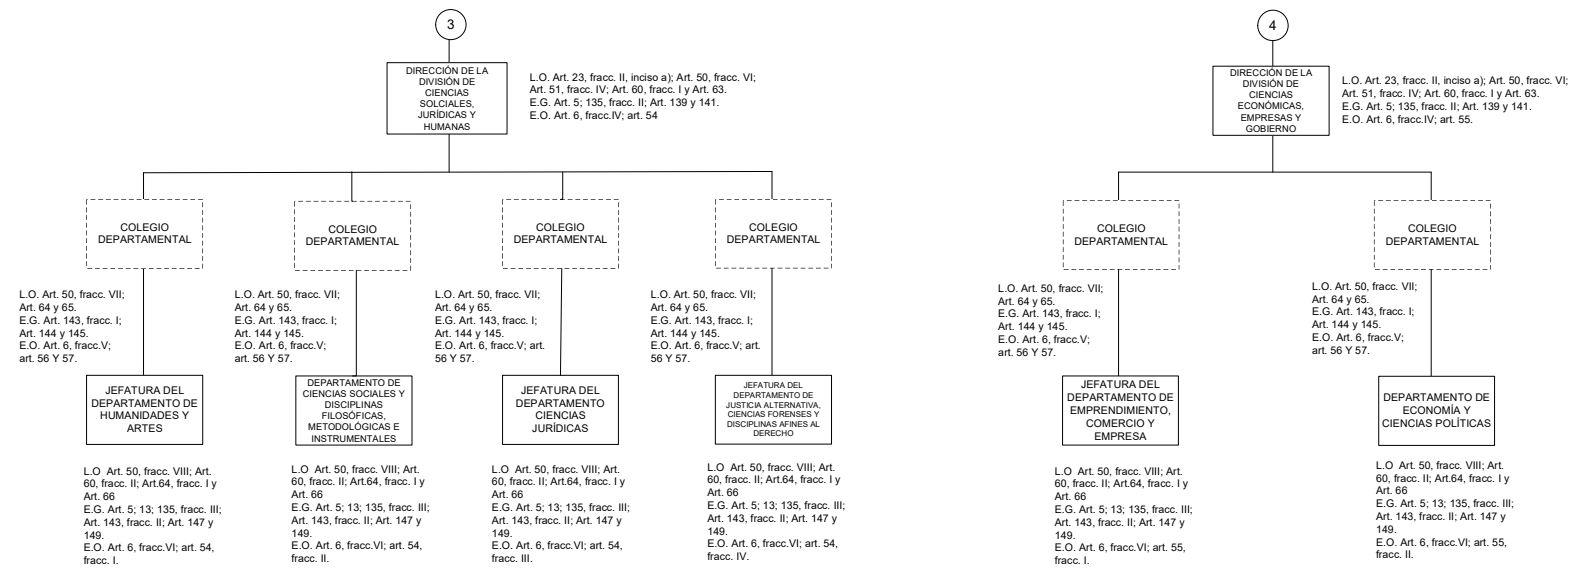 3
DIRECCIÓN DE LA
DIVISIÓN DE
CIENCIAS
SOLCIALES,
JURÍDICAS Y
HUMANAS
L.O. Art. 23, fracc. II, inciso a); Art. 50, fracc. VI;
Art. 51, fracc. IV; Art. 60, fracc. I y Art. 63.
E.G. Art. 5; 135, fracc. II; Art. 139 y 141.
E.O. Art. 6, fracc.IV; art. 54
COLEGIO
DEPARTAMENTAL
COLEGIO
DEPARTAMENTAL
COLEGIO
DEPARTAMENTAL
COLEGIO
DEPARTAMENTAL
L.O. Art. 50, fracc. VII;
Art. 64 y 65.
E.G. Art. 143, fracc. I;
Art. 144 y 145.
E.O. Art. 6, fracc.V;
art. 56 Y 57.
L.O. Art. 50, fracc. VII;
Art. 64 y 65.
E.G. Art. 143, fracc. I;
Art. 144 y 145.
E.O. Art. 6, fracc.V;
art. 56 Y 57.
L.O. Art. 50, fracc. VII;
Art. 64 y 65.
E.G. Art. 143, fracc. I;
Art. 144 y 145.
E.O. Art. 6, fracc.V; art.
56 Y 57.
L.O. Art. 50, fracc. VII;
Art. 64 y 65.
E.G. Art. 143, fracc. I;
Art. 144 y 145.
E.O. Art. 6, fracc.V; art.
56 Y 57.
JEFATURA DEL
DEPARTAMENTO DE
HUMANIDADES Y
ARTES
DEPARTAMENTO DE
CIENCIAS SOCIALES Y
DISCIPLINAS
FILOSÓFICAS,
METODOLÓGICAS E
INSTRUMENTALES
JEFATURA DEL
DEPARTAMENTO
CIENCIAS
JURÍDICAS
JEFATURA DEL
DEPARTAMENTO DE
JUSTICIA ALTERNATIVA,
CIENCIAS FORENSES Y
DISCIPLINAS AFINES AL
DERECHO
L.O Art. 50, fracc. VIII; Art.
60, fracc. II; Art.64, fracc. I y
Art. 66
E.G. Art. 5; 13; 135, fracc. III;
Art. 143, fracc. II; Art. 147 y
149.
E.O. Art. 6, fracc.VI; art. 54,
fracc. I.
L.O Art. 50, fracc. VIII; Art.
60, fracc. II; Art.64, fracc. I y
Art. 66
E.G. Art. 5; 13; 135, fracc. III;
Art. 143, fracc. II; Art. 147 y
149.
E.O. Art. 6, fracc.VI; art. 54,
fracc. II.
L.O Art. 50, fracc. VIII; Art.
60, fracc. II; Art.64, fracc. I y
Art. 66
E.G. Art. 5; 13; 135, fracc. III;
Art. 143, fracc. II; Art. 147 y
149.
E.O. Art. 6, fracc.VI; art. 54,
fracc. III.
L.O Art. 50, fracc. VIII; Art.
60, fracc. II; Art.64, fracc. I y
Art. 66
E.G. Art. 5; 13; 135, fracc. III;
Art. 143, fracc. II; Art. 147 y
149.
E.O. Art. 6, fracc.VI; art. 54,
fracc. IV.
4
DIRECCIÓN DE LA
DIVISIÓN DE
CIENCIAS
ECONÓMICAS,
EMPRESAS Y
GOBIERNO
L.O. Art. 23, fracc. II, inciso a); Art. 50, fracc. VI;
Art. 51, fracc. IV; Art. 60, fracc. I y Art. 63.
E.G. Art. 5; 135, fracc. II; Art. 139 y 141.
E.O. Art. 6, fracc.IV; art. 55.
COLEGIO
DEPARTAMENTAL
COLEGIO
DEPARTAMENTAL
L.O. Art. 50, fracc. VII;
Art. 64 y 65.
E.G. Art. 143, fracc. I;
Art. 144 y 145.
E.O. Art. 6, fracc.V;
art. 56 Y 57.
L.O. Art. 50, fracc. VII;
Art. 64 y 65.
E.G. Art. 143, fracc. I;
Art. 144 y 145.
E.O. Art. 6, fracc.V;
art. 56 Y 57.
JEFATURA DEL
DEPARTAMENTO DE
EMPRENDIMIENTO,
COMERCIO Y
EMPRESA
DEPARTAMENTO DE
ECONOMÍA Y
CIENCIAS POLÍTICAS
L.O Art. 50, fracc. VIII; Art.
60, fracc. II; Art.64, fracc. I y
Art. 66
E.G. Art. 5; 13; 135, fracc. III;
Art. 143, fracc. II; Art. 147 y
149.
E.O. Art. 6, fracc.VI; art. 55,
fracc. I.
L.O Art. 50, fracc. VIII; Art.
60, fracc. II; Art.64, fracc. I y
Art. 66
E.G. Art. 5; 13; 135, fracc. III;
Art. 143, fracc. II; Art. 147 y
149.
E.O. Art. 6, fracc.VI; art. 55,
fracc. II.